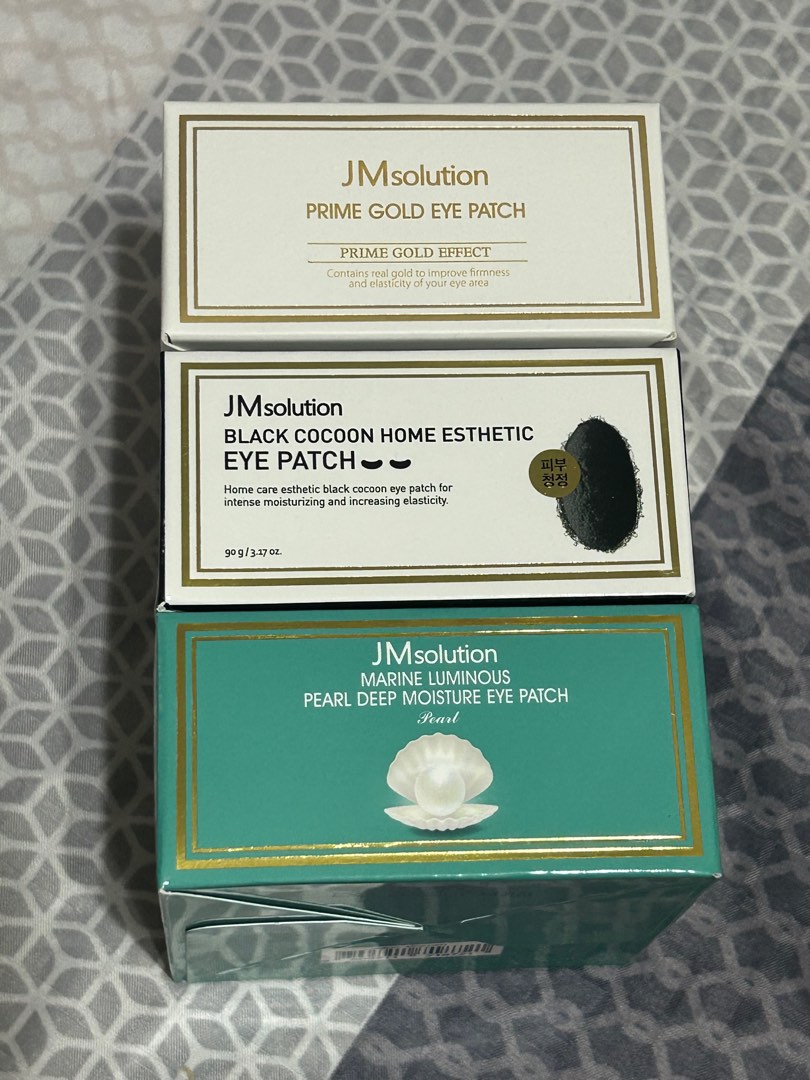 JMsolution
PRIME GOLD EYE PATCH
PRIME GOLD EFFECT
Contains real gold to improve firmness
and elasticity of your eye area
JMsolution
BLACK COCOON HOME ESTHETIC
EYE PATCH
피부
청정
Home care esthetic black cocoon eye patch for
intense moisturizing and increasing elasticity.
90 g / 3.17 oz.
JMsolution
MARINE LUMINOUS
PEARL DEEP MOISTURE EYE PATCH
Pearl